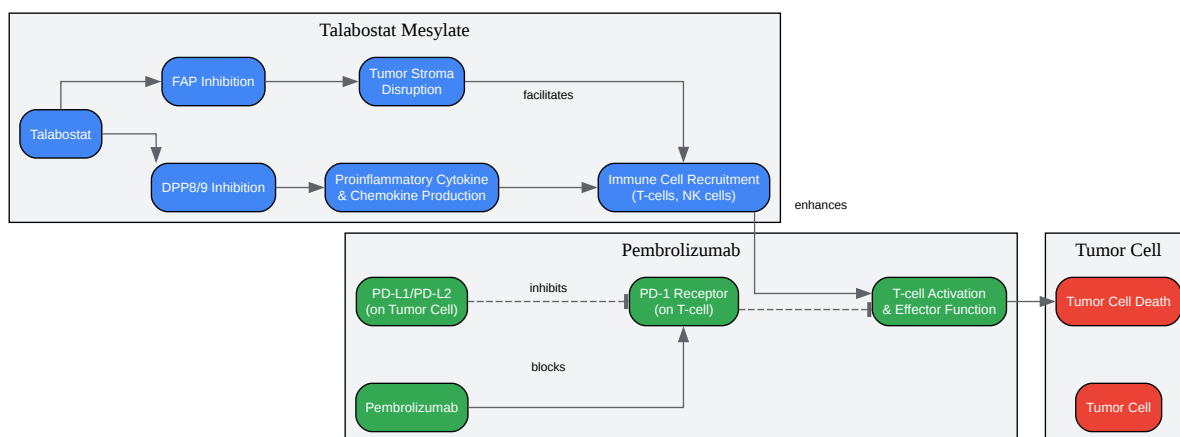 Talabostat Mesylate
FAP Inhibition
Tumor Stroma
Disruption
facilitates
Talabostat
DPP8/9 Inhibition
Proinflammatory Cytokine
& Chemokine Production
Immune Cell Recruitment
(T-cells, NK cells)
enhances
Pembrolizumab
PD-L1/PD-L2
(on Tumor Cell)
inhibits
PD-1 Receptor
(on T-cell)
T-cell Activation
& Effector Function
blocks
Pembrolizumab
Tumor Cell
Tumor Cell Death
Tumor Cell